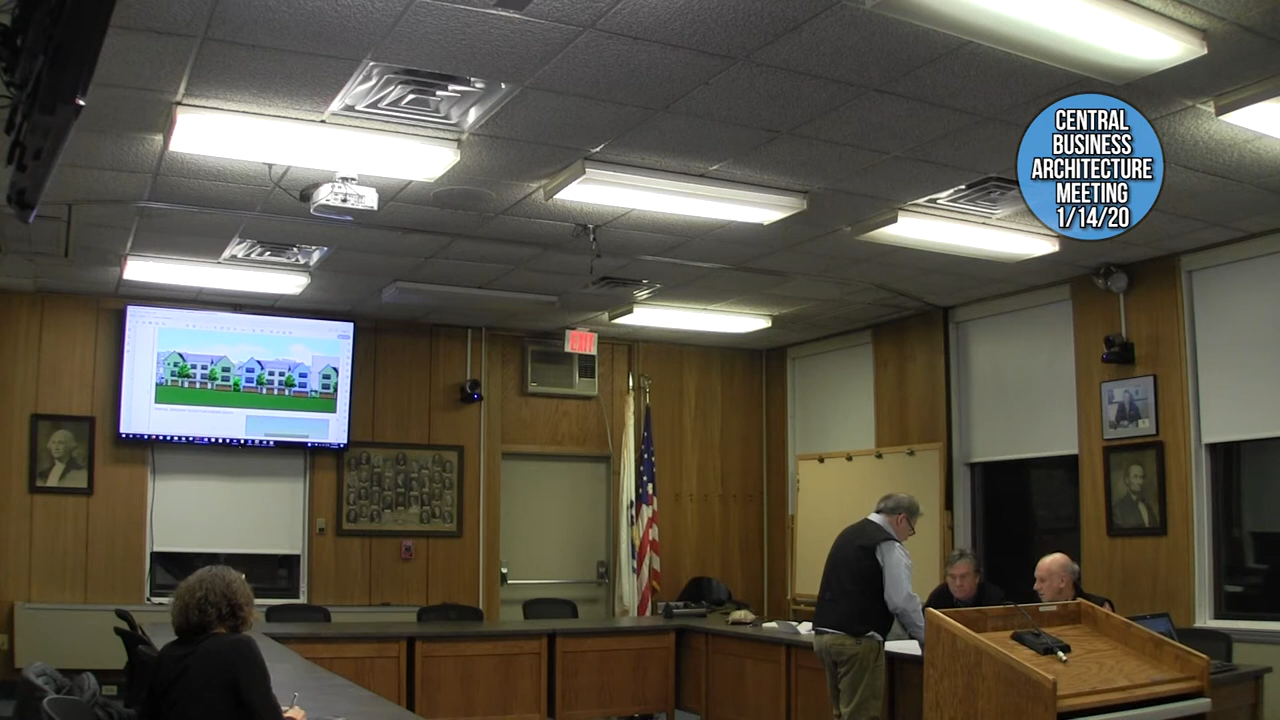 CENTRAL
BUSINESS
ARCHITECTURE
MEETING
1/14/20
EXIT